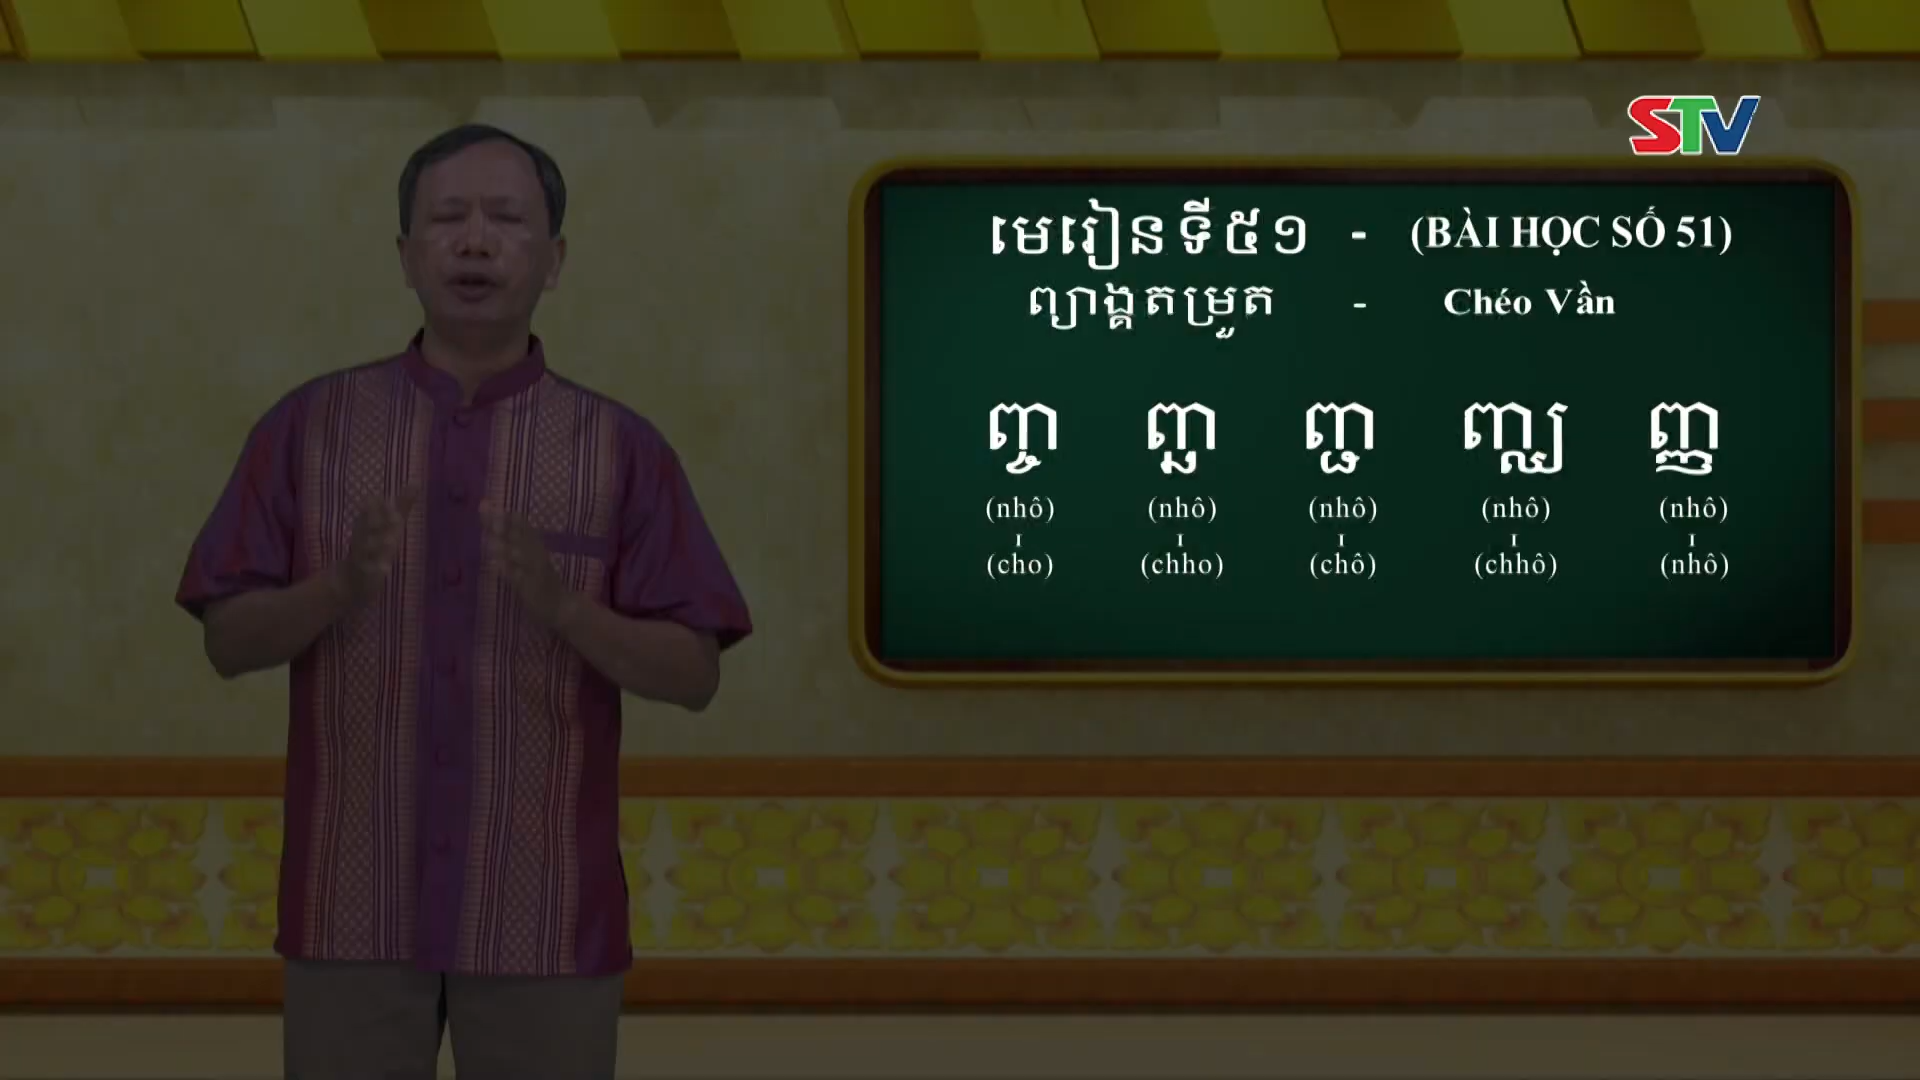 STV
មេរៀនទី៥១ - (BÀI HỌC SỐ 51)
ព្យាង្គតម្រួត - Chéo Vần
ញ្ច ញ្ឆ ញ្ជ ញ្ឈ ញ្ញ
(nhô) (nhô) (nhô) (nhô) (nhô)
(cho) (chho) (chô) (chhô) (nhô)